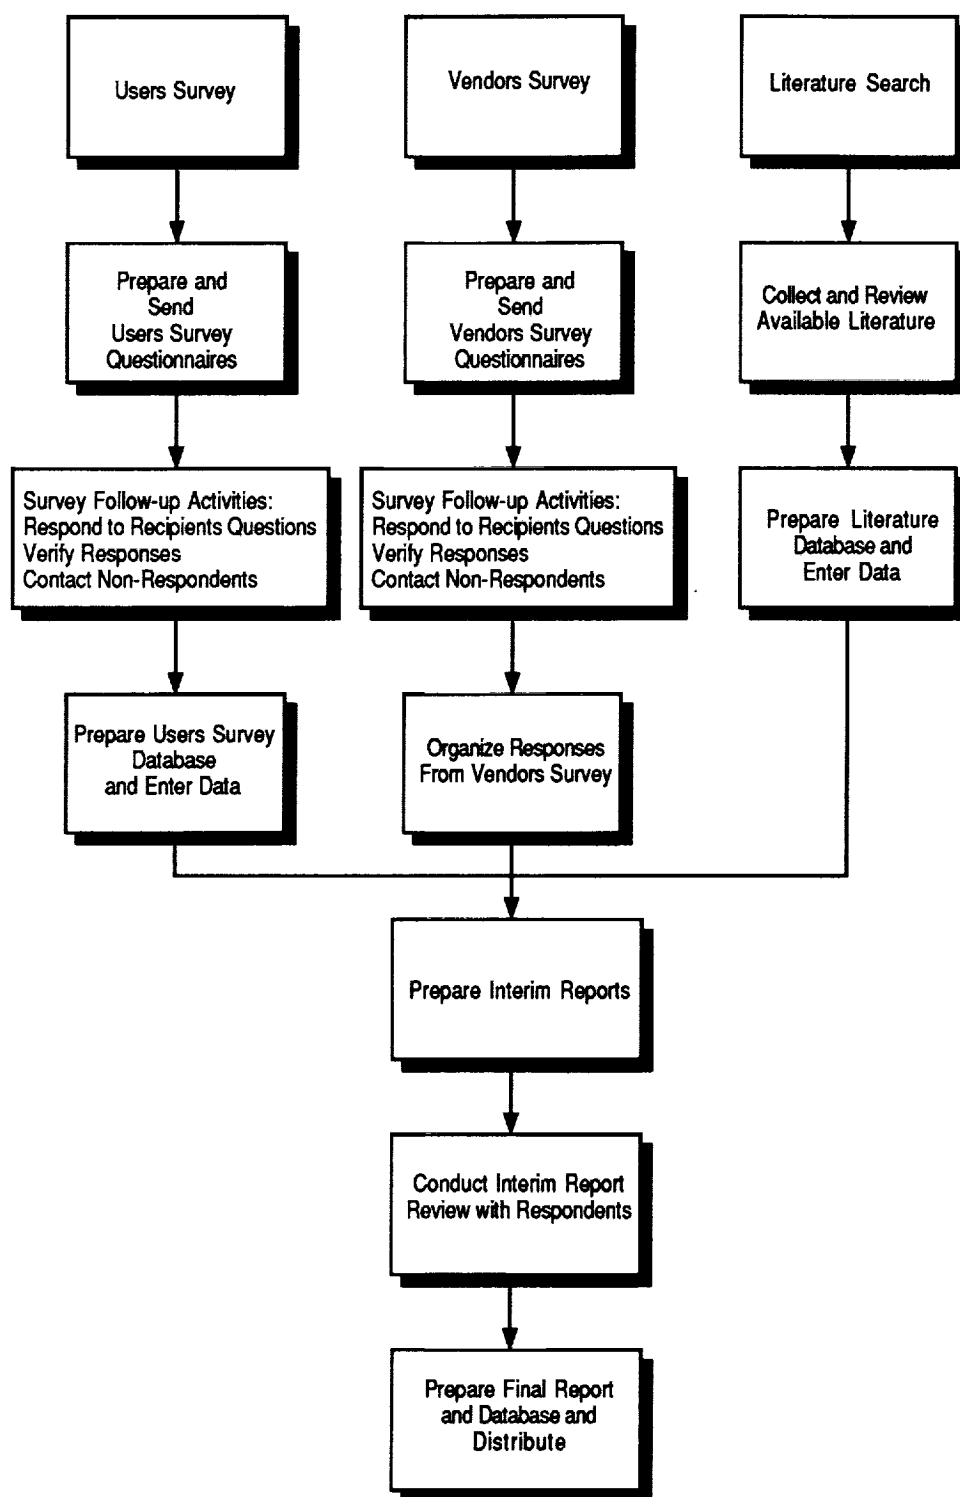 Users Survey
Vendors Survey
Literature Search
Prepare and
Send
Users Survey
Questionnaires
Prepare and
Send
Vendors Survey
Questionnaires
Collect and Review
Available Literature
Survey Follow-up Activities:
Respond to Recipients Questions
Verify Responses
Contact Non-Respondents
Survey Follow-up Activities:
Respond to Recipients Questions
Verify Responses
Contact Non-Respondents
Prepare Literature
Database and
Enter Data
Prepare Users Survey
Database
and Enter Data
Organize Responses
From Vendors Survey
Prepare Interim Reports
Conduct Interim Report
Review with Respondents
Prepare Final Report
and Database and
Distribute